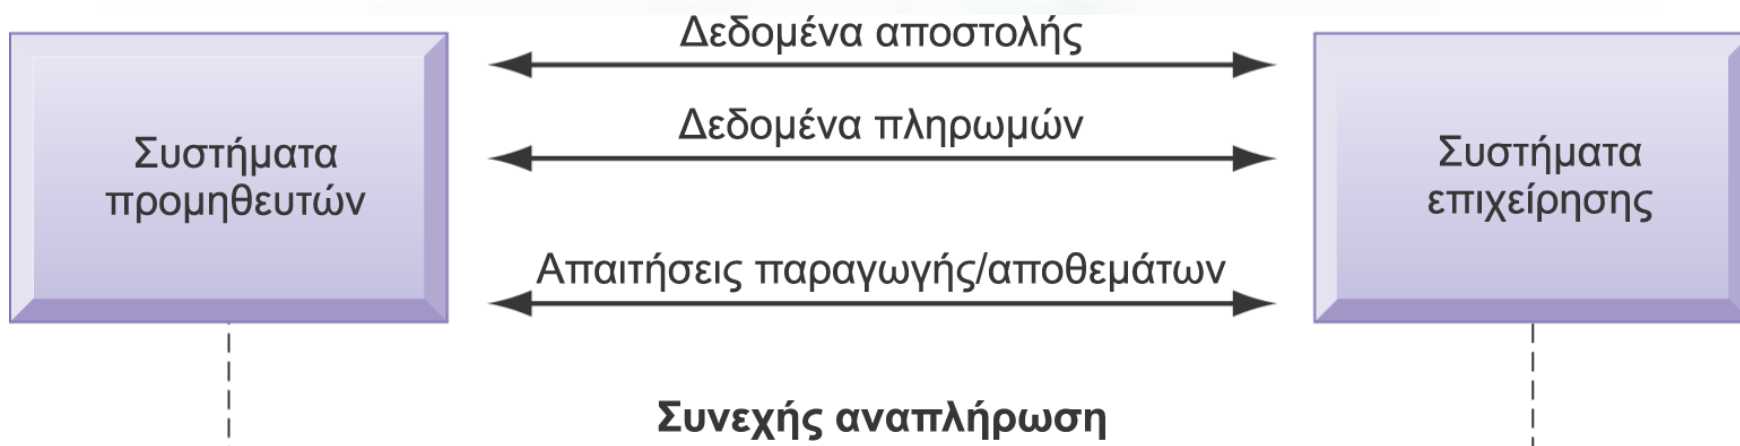 Δεδομένα αποστολής
Δεδομένα πληρωμών
Συστήματα
προμηθευτών
Συστήματα
επιχείρησης
Απαιτήσεις παραγωγής/αποθεμάτων
Συνεχής αναπλήρωση